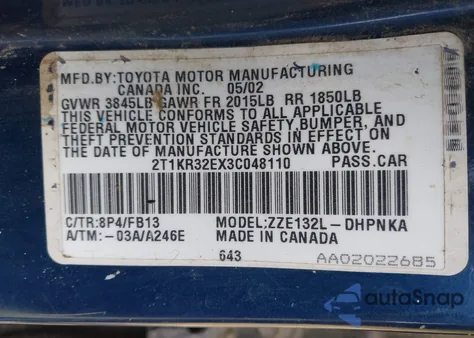 MFD.BY: TOYOTA MOTOR MANUFACTURING
CANADA INC. 05/02
GVWR 3845LB GAWR FR 2015LB RR 1850LB
THIS VEHICLE CONFORMS TO ALL APPLICABLE
FEDERAL MOTOR VEHICLE SAFETY, BUMPER, AND
THEFT PREVENTION STANDARDS IN EFFECT ON
THE DATE OF MANUFACTURE SHOWN ABOVE.
2T1KR32EX3C048110 PASS.CAR
C/TR:8P4/FB13 MODEL:ZZE132L-DHPNKA
A/TM:-03A/A246E MADE IN CANADA
643 AA02022685
autoSnap